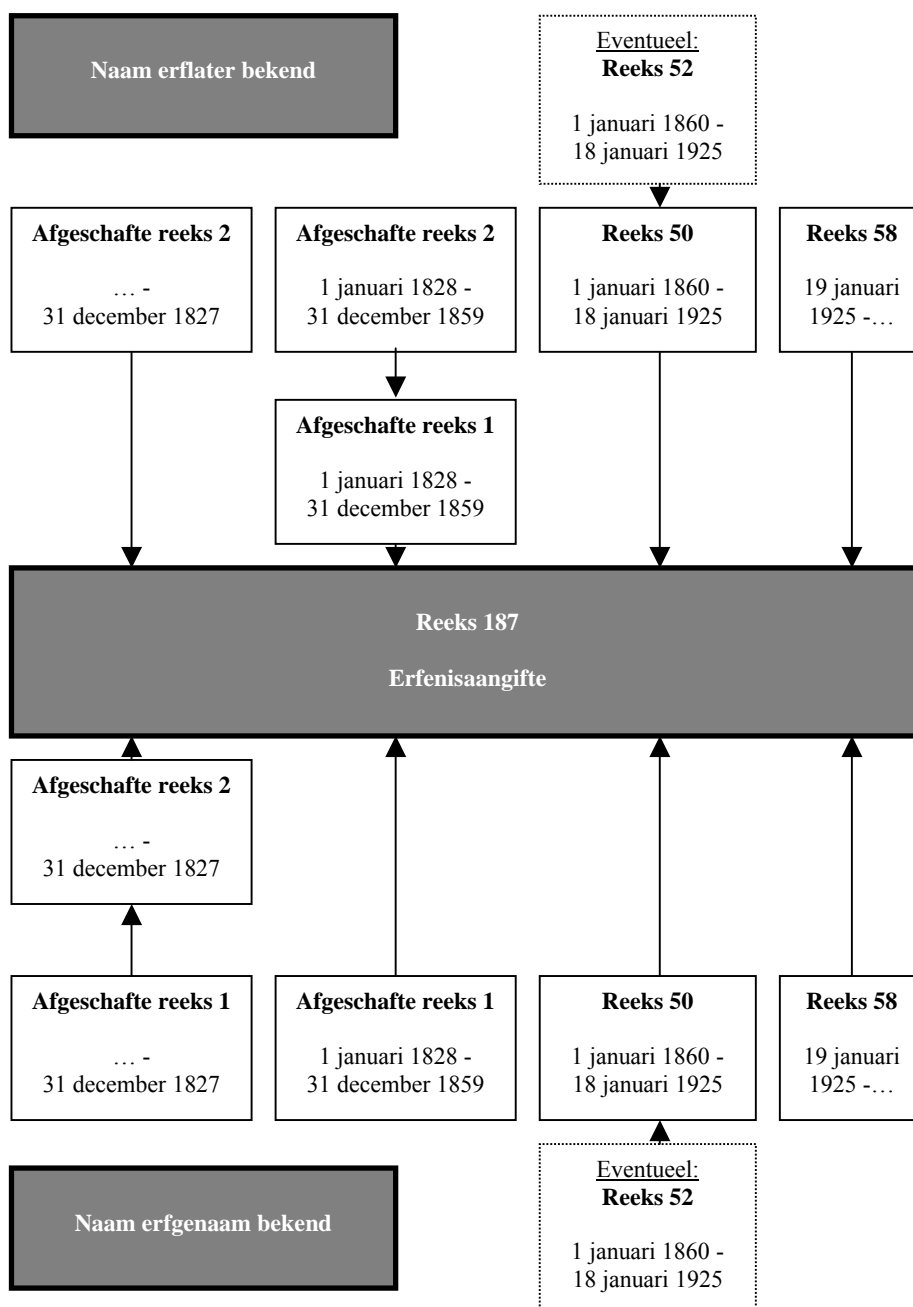 Naam erflater bekend
Eventueel:
Reeks 52
1 januari 1860 -
18 januari 1925
Afgeschafte reeks 2
… -
31 december 1827
Afgeschafte reeks 2
1 januari 1828 -
31 december 1859
Reeks 50
1 januari 1860 -
18 januari 1925
Reeks 58
19 januari
1925 -…
Afgeschafte reeks 1
1 januari 1828 -
31 december 1859
Reeks 187
Erfenisaangifte
Afgeschafte reeks 2
… -
31 december 1827
Afgeschafte reeks 1
… -
31 december 1827
Afgeschafte reeks 1
1 januari 1828 -
31 december 1859
Reeks 50
1 januari 1860 -
18 januari 1925
Reeks 58
19 januari
1925 -…
Naam erfgenaam bekend
Eventueel:
Reeks 52
1 januari 1860 -
18 januari 1925